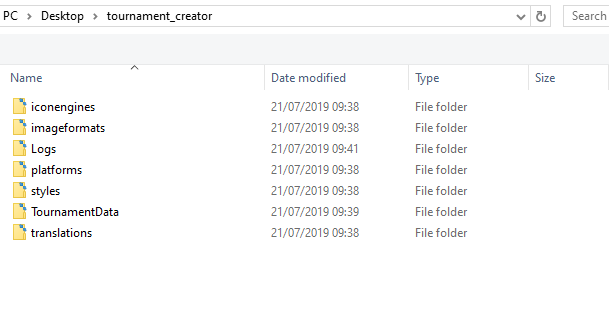 PC > Desktop > tournament_creator Search
Name Date modified Type Size
iconengines 21/07/2019 09:38 File folder
imageformats 21/07/2019 09:38 File folder
Logs 21/07/2019 09:41 File folder
platforms 21/07/2019 09:38 File folder
styles 21/07/2019 09:38 File folder
TournamentData 21/07/2019 09:39 File folder
translations 21/07/2019 09:38 File folder